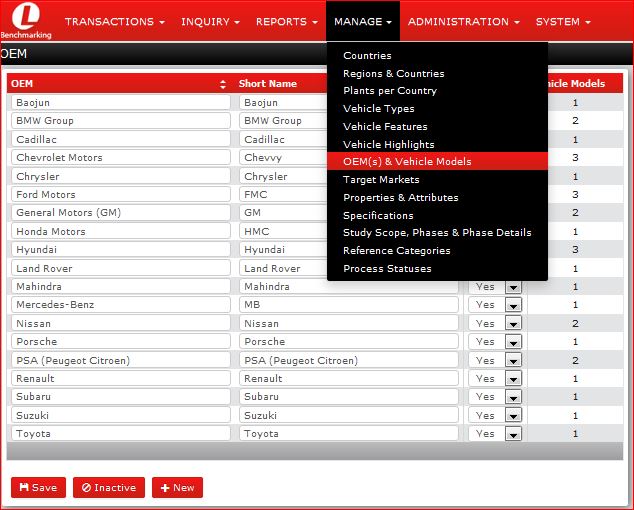 L
Benchmarking
TRANSACTIONS INQUIRY REPORTS MANAGE ADMINISTRATION SYSTEM
OEM
OEM Short Name icle Models
Baojun Baojun 1
BMW Group BMW Group 2
Cadillac Cadillac 1
Chevrolet Motors Chevvy 3
Chrysler Chrysler 1
Ford Motors FMC 3
General Motors (GM) GM 2
Honda Motors HMC 1
Hyundai Hyundai 3
Land Rover Land Rover 1
Mahindra Mahindra Yes 1
Mercedes-Benz MB Yes 1
Nissan Nissan Yes 2
Porsche Porsche Yes 1
PSA (Peugeot Citroen) PSA (Peugeot Citroen) Yes 2
Renault Renault Yes 1
Subaru Subaru Yes 1
Suzuki Suzuki Yes 1
Toyota Toyota Yes 1
Countries
Regions & Countries
Plants per Country
Vehicle Types
Vehicle Features
Vehicle Highlights
OEM(s) & Vehicle Models
Target Markets
Properties & Attributes
Specifications
Study Scope, Phases & Phase Details
Reference Categories
Process Statuses
Save Inactive New